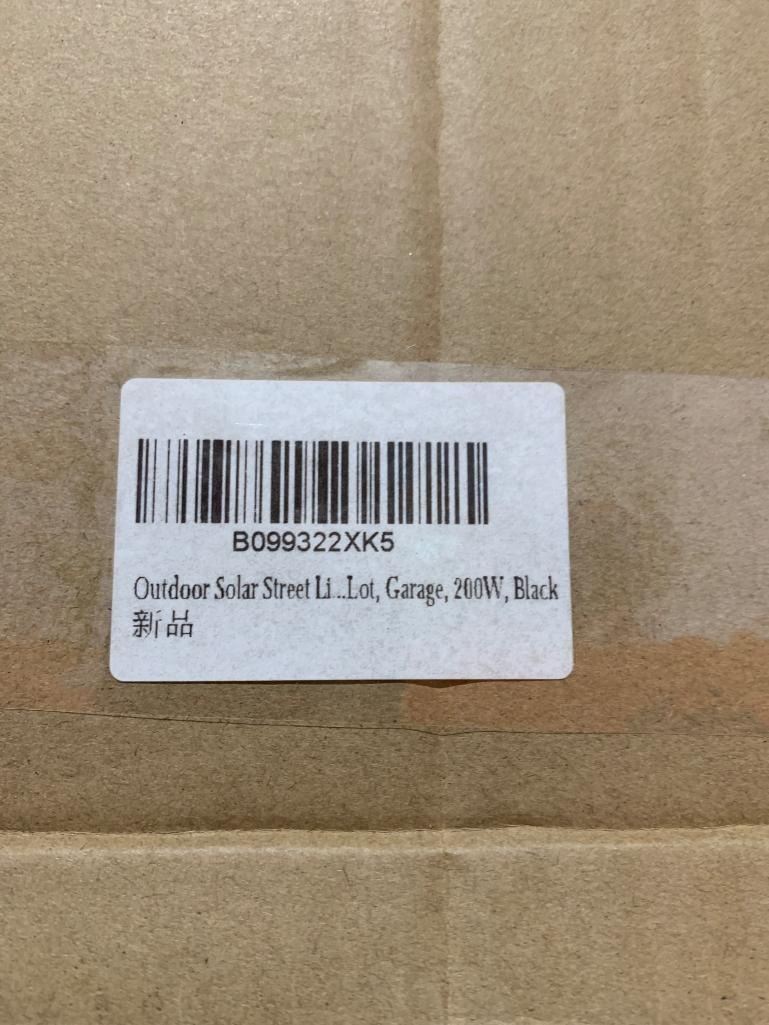 B099322XK5
Outdoor Solar Street Li...Lot, Garage, 200W, Black
新品